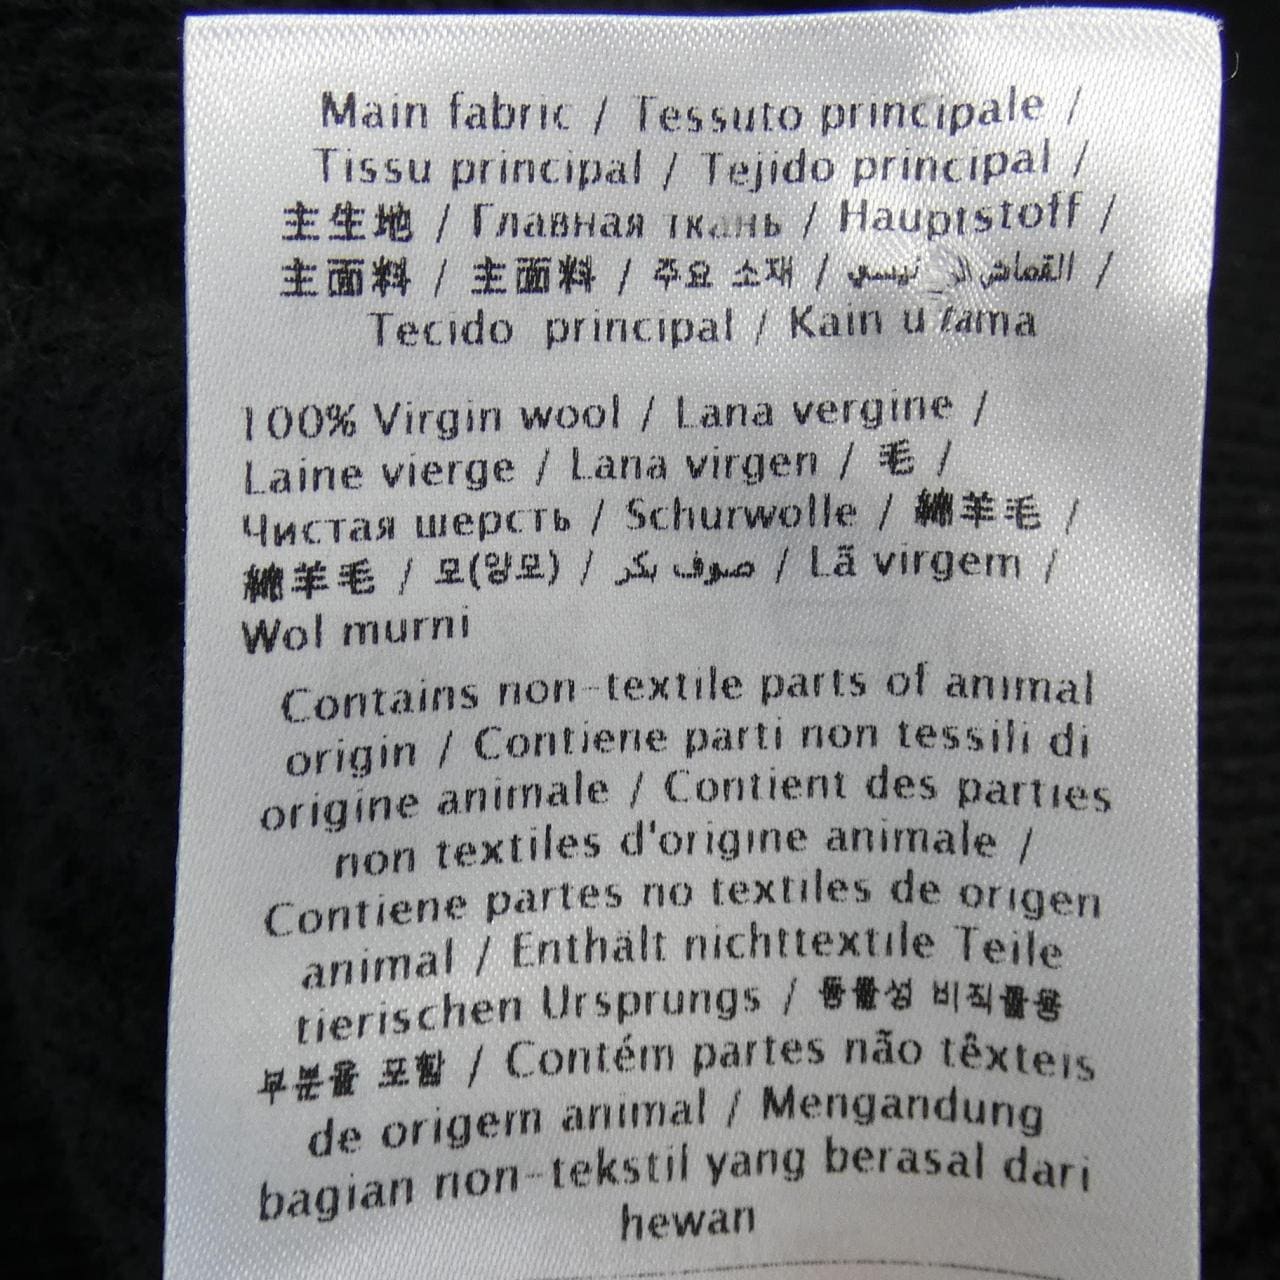 Main fabric / Tessuto principale /
Tissu principal / Tejido principal /
主生地 / Главная ткань / Hauptstoff /
主面料 / 主面料 / 주요 소재 / القماش الرئيسي /
Tecido principal / Kain utama
100% Virgin wool / Lana vergine /
Laine vierge / Lana virgen / 毛 /
Чистая шерсть / Schurwolle / 綿羊毛 /
綿羊毛 / 모(양모) / صوف بكر / Lã virgem /
Wol murni
Contains non-textile parts of animal
origin / Contiene parti non tessili di
origine animale / Contient des parties
non textiles d'origine animale /
Contiene partes no textiles de origen
animal / Enthält nichttextile Teile
tierischen Ursprungs / 동물성 비직물용
부분을 포함 / Contém partes não têxteis
de origem animal / Mengandung
bagian non-tekstil yang berasal dari
hewan